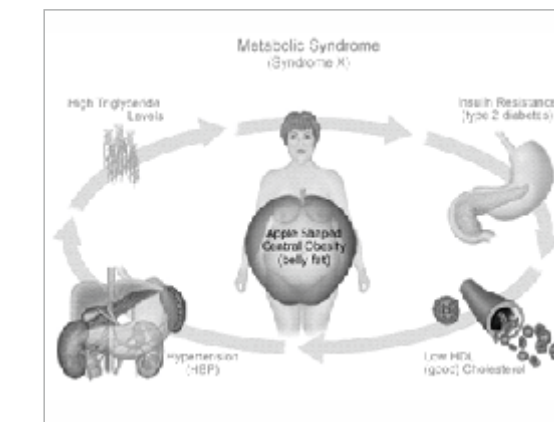 Metabolic Syndrome
(Syndrome X)
High Triglyceride
Levels
Insulin Resistance
(type 2 diabetes)
Apple Shaped
Central Obesity
(belly fat)
Hypertension
(HBP)
Low HDL
(good) Cholesterol